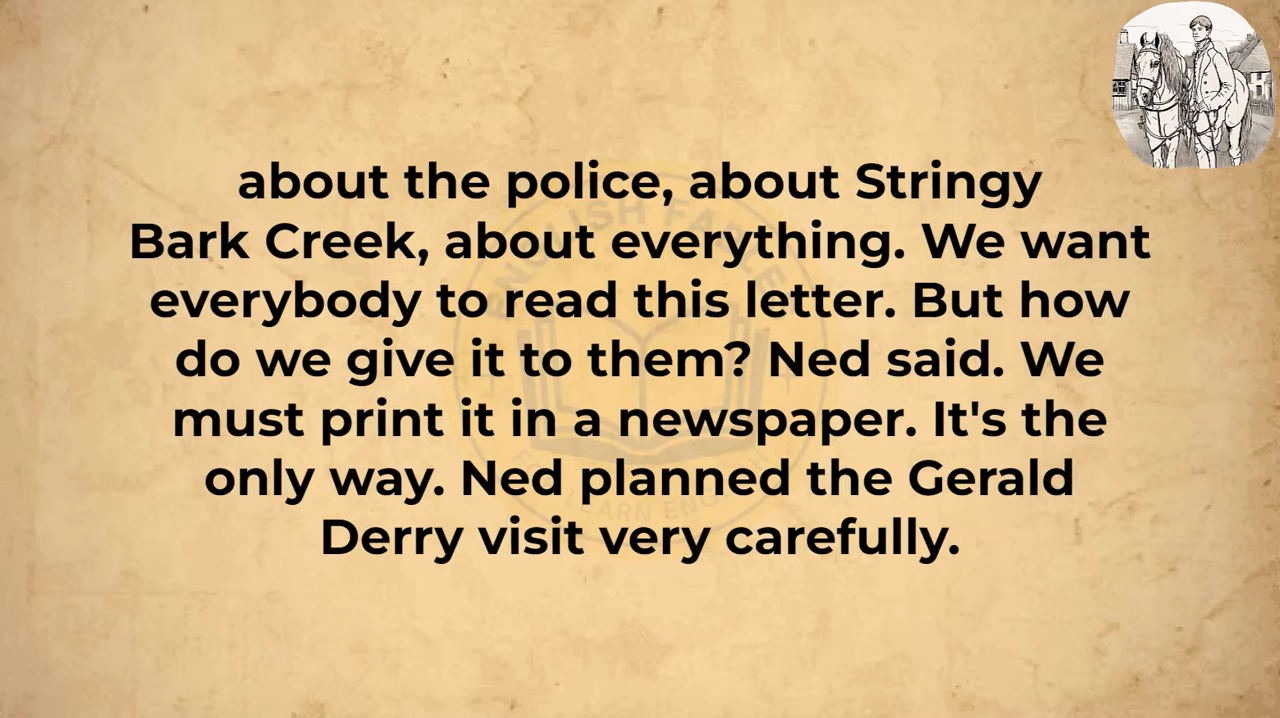 about the police, about Stringy
Bark Creek, about everything. We want
everybody to read this letter. But how
do we give it to them? Ned said. We
must print it in a newspaper. It's the
only way. Ned planned the Gerald
Derry visit very carefully.